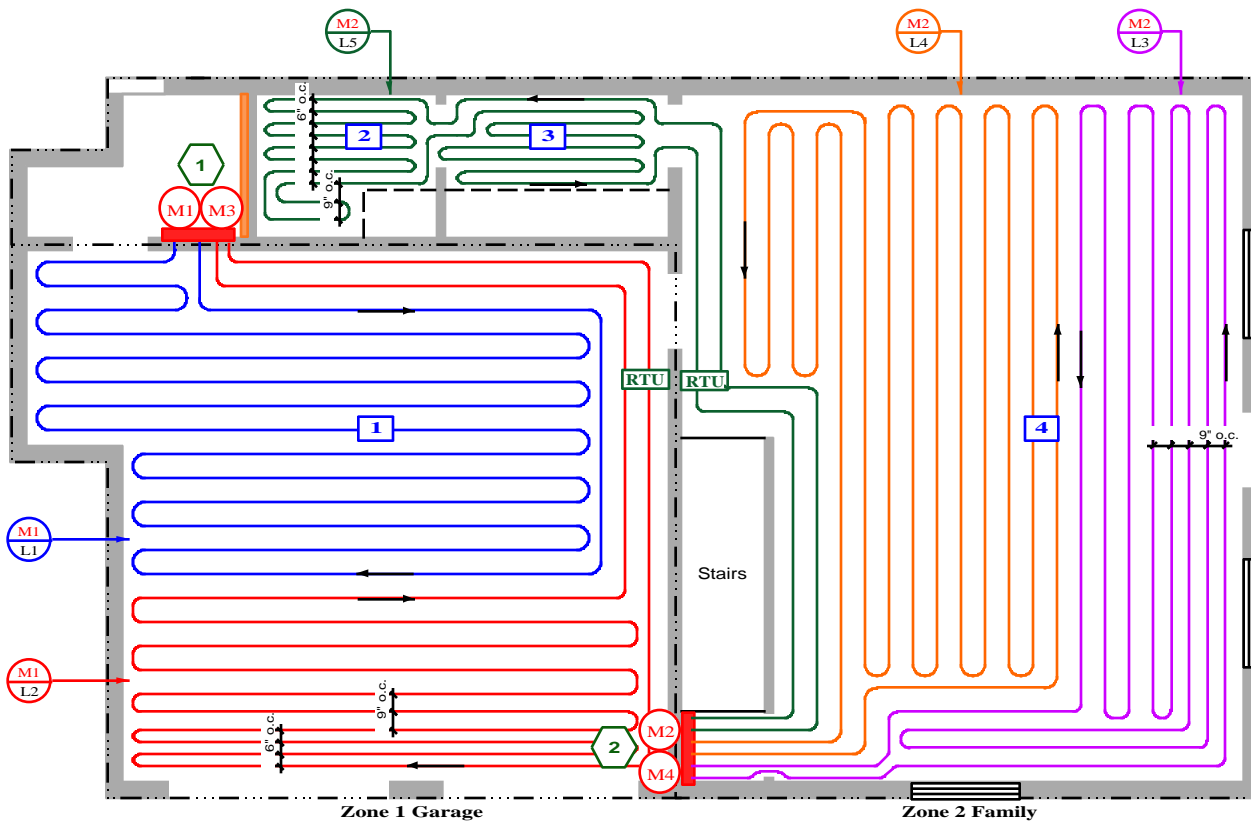 M2
L5
M2
L4
M2
L3
6" o.c.
2
3
1
M1 M3
9" o.c.
RTU
RTU
1
4
9" o.c.
M1
L1
Stairs
M1
L2
9" o.c.
6" o.c.
M2
2
M4
Zone 1 Garage
Zone 2 Family